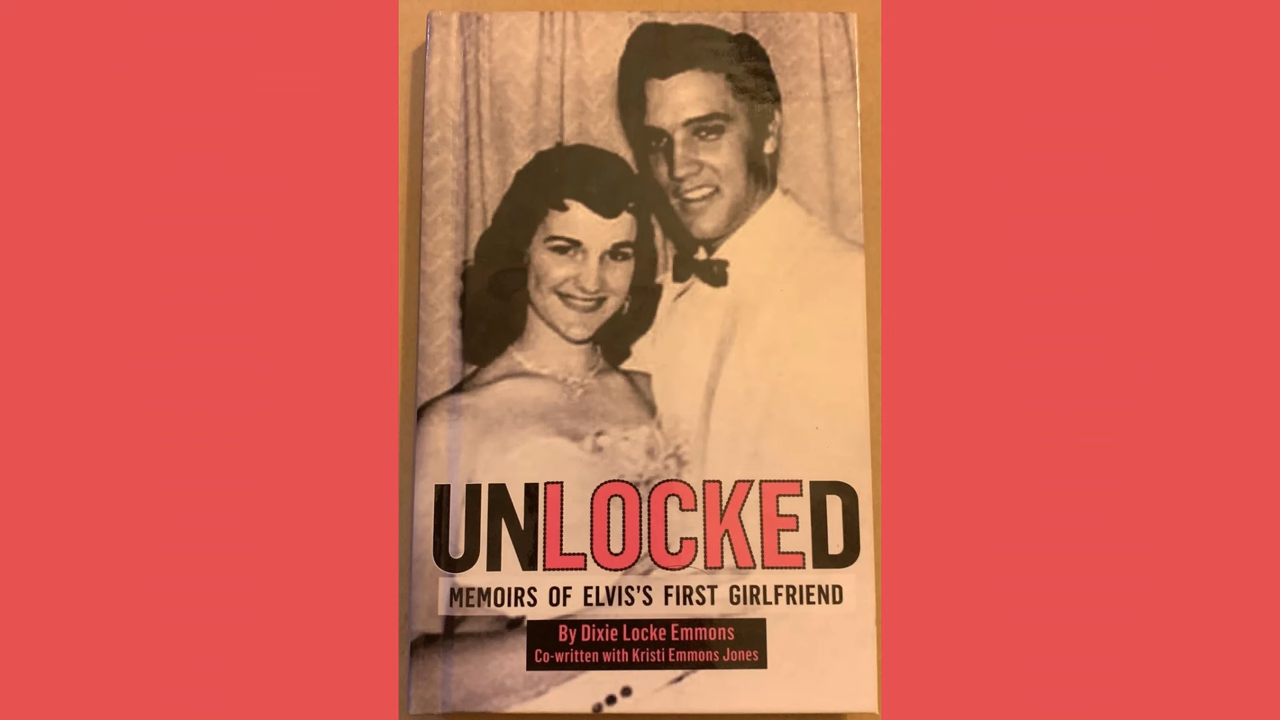 UNLOCKED
MEMOIRS OF ELVIS'S FIRST GIRLFRIEND
By Dixie Locke Emmons
Co-written with Kristi Emmons Jones